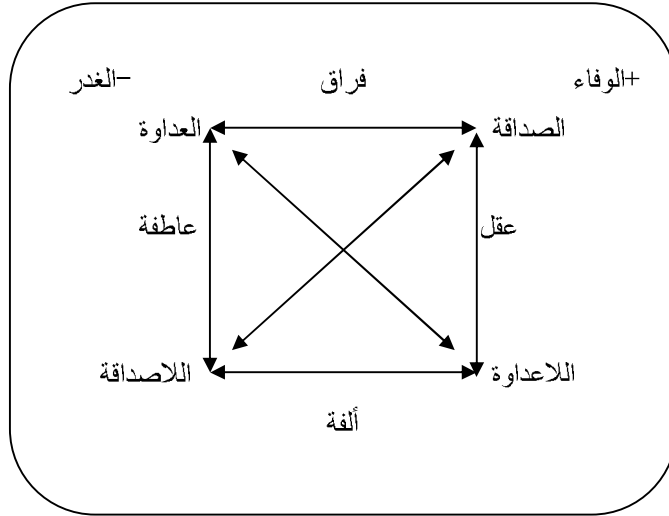 +الوفاء فراق −الغدر
الصداقة العداوة
عقل عاطفة
اللاعداوة اللاصداقة
ألفة